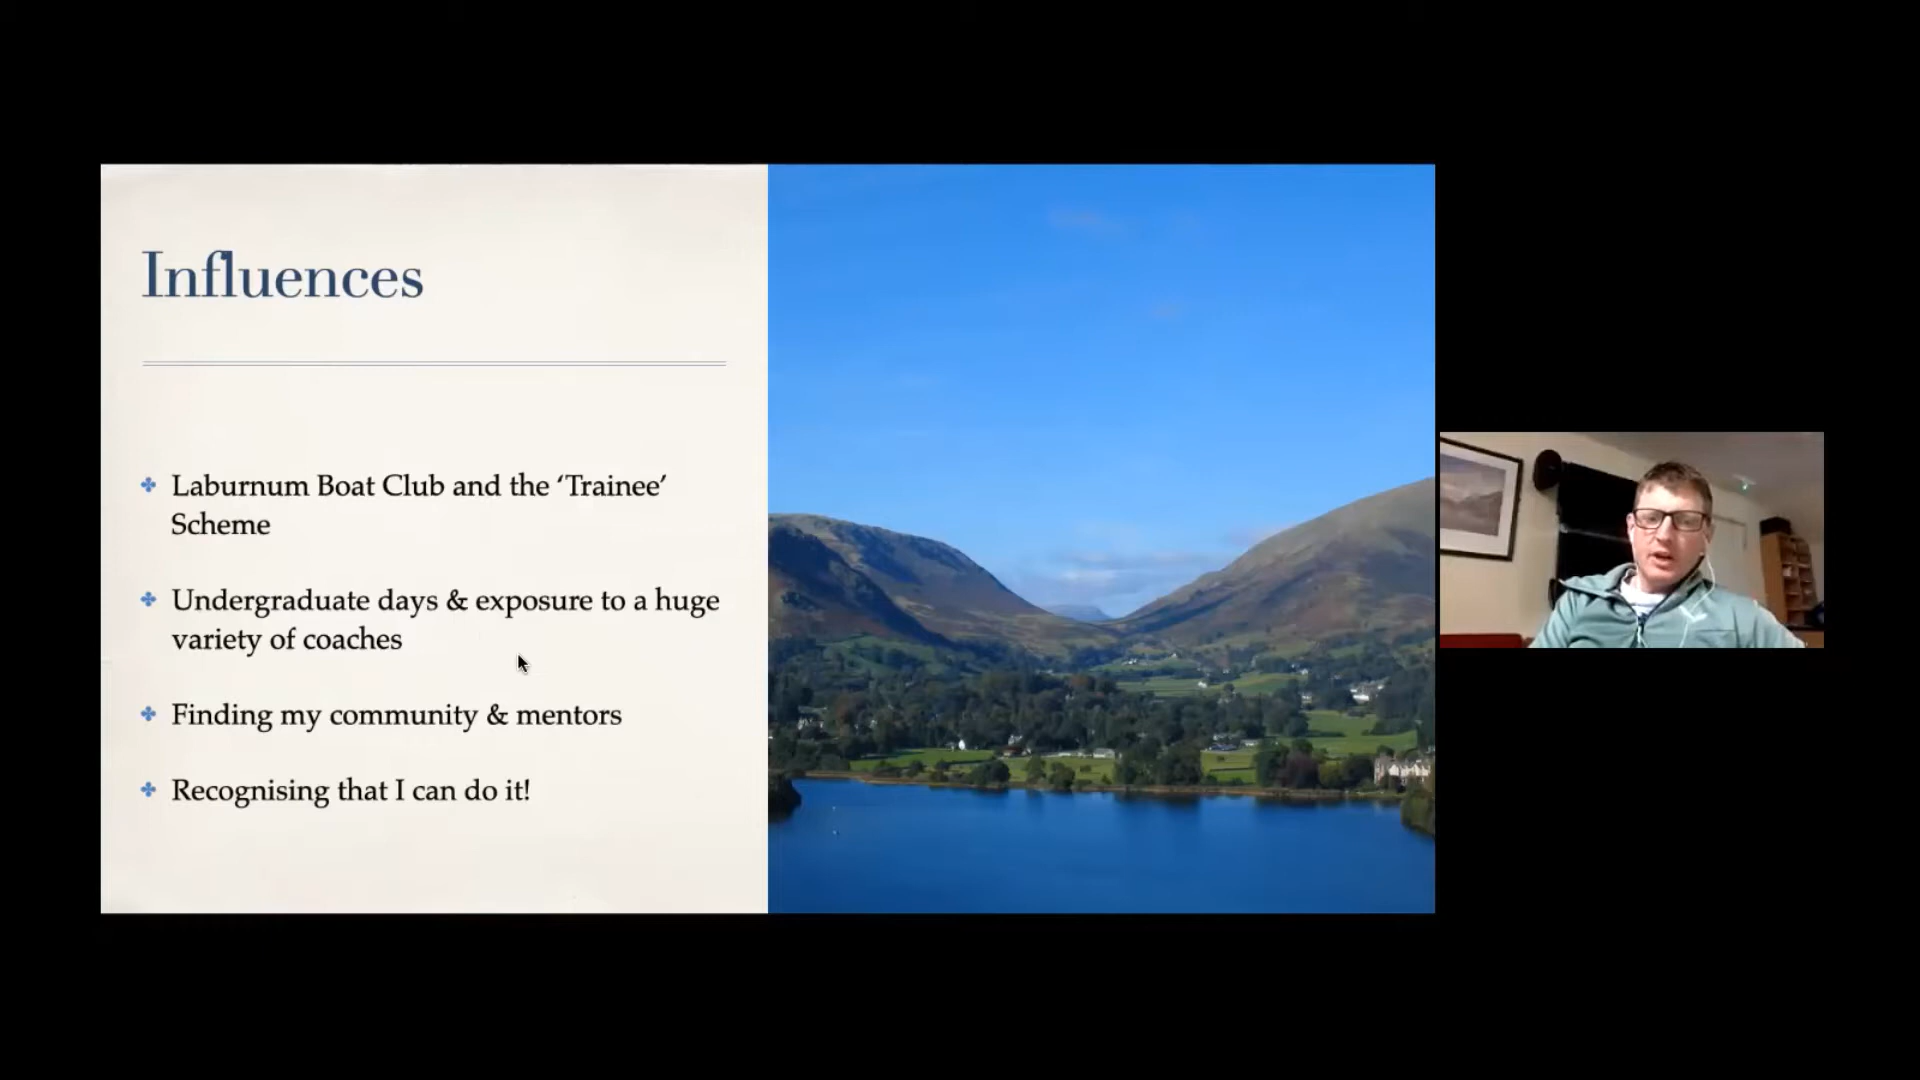 Influences
Laburnum Boat Club and the ‘Trainee’
Scheme
Undergraduate days & exposure to a huge
variety of coaches
Finding my community & mentors
Recognising that I can do it!